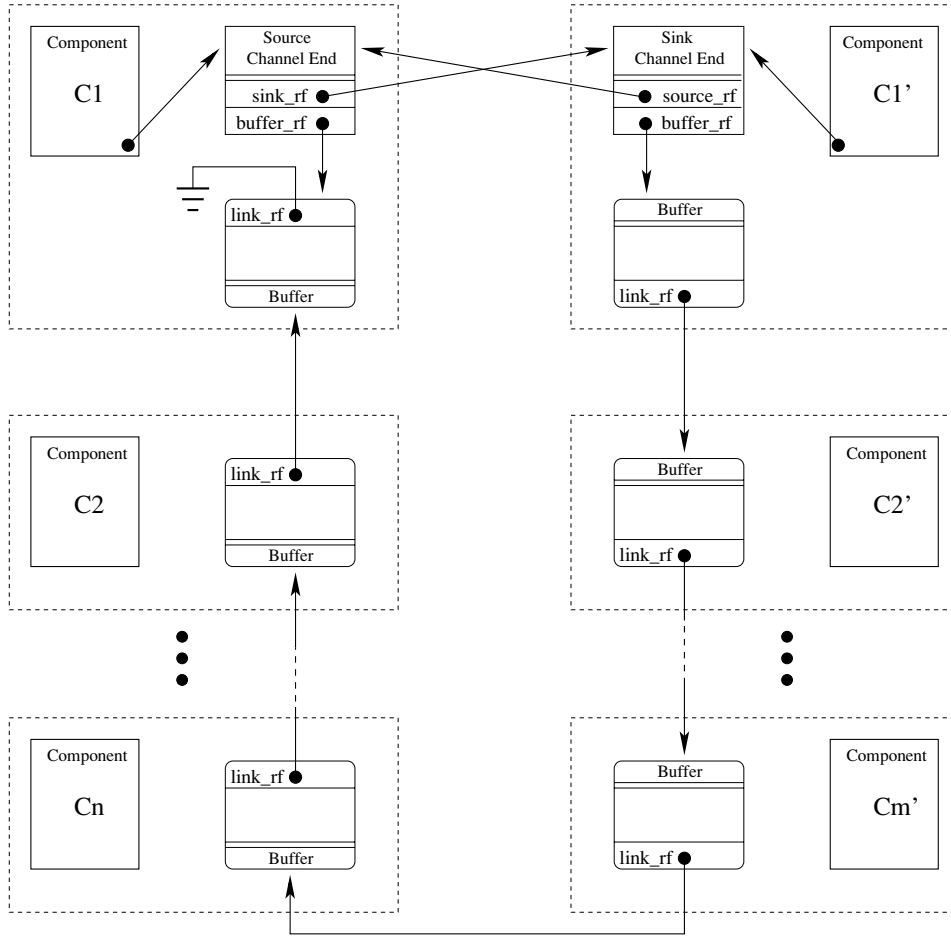 Component
C1
Source
Channel End
sink_rf
buffer_rf
link_rf
Buffer
Sink
Channel End
source_rf
buffer_rf
Buffer
link_rf
Component
C1’
Component
C2
link_rf
Buffer
Buffer
link_rf
Component
C2’
Component
Cn
link_rf
Buffer
Buffer
link_rf
Component
Cm’